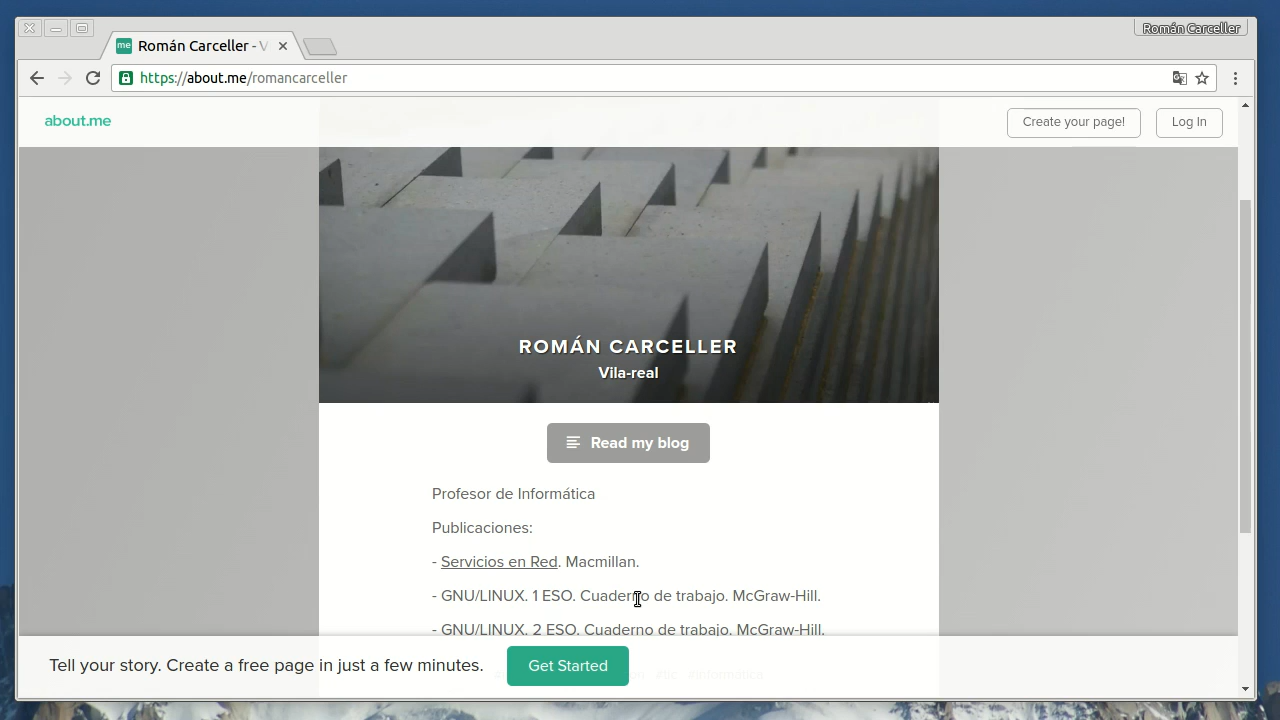 Román Carceller
me Román Carceller - V
https://about.me/romancarceller
about.me
Create your page!
Log In
ROMÁN CARCELLER
Vila-real
Read my blog
Profesor de Informática
Publicaciones:
- Servicios en Red. Macmillan.
- GNU/LINUX. 1 ESO. Cuaderno de trabajo. McGraw-Hill.
- GNU/LINUX. 2 ESO. Cuaderno de trabajo. McGraw-Hill.
Tell your story. Create a free page in just a few minutes.
Get Started